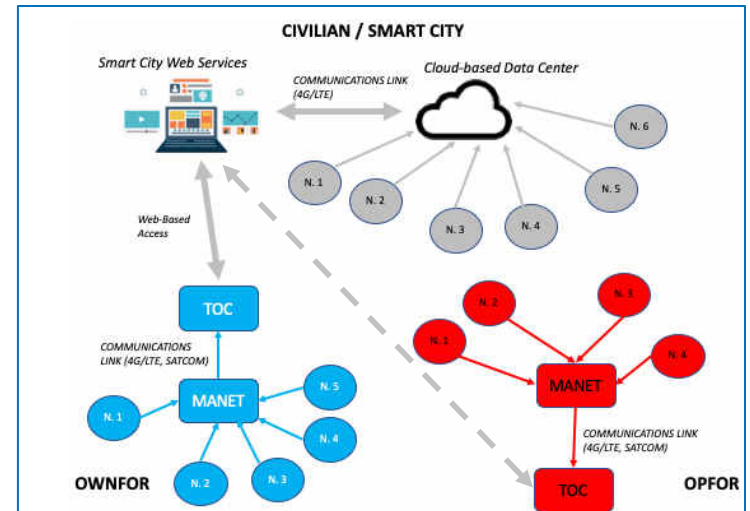 CIVILIAN / SMART CITY
Smart City Web Services
Cloud-based Data Center
COMMUNICATIONS LINK
(4G/LTE)
N. 6
N. 1
N. 2
N. 5
N. 3
N. 4
Web-Based
Access
TOC
COMMUNICATIONS
LINK (4G/LTE, SATCOM)
MANET
N. 1
N. 5
N. 4
N. 2
N. 3
OWNFOR
N. 2
N. 3
N. 1
N. 4
MANET
COMMUNICATIONS LINK
(4G/LTE, SATCOM)
TOC
OPFOR